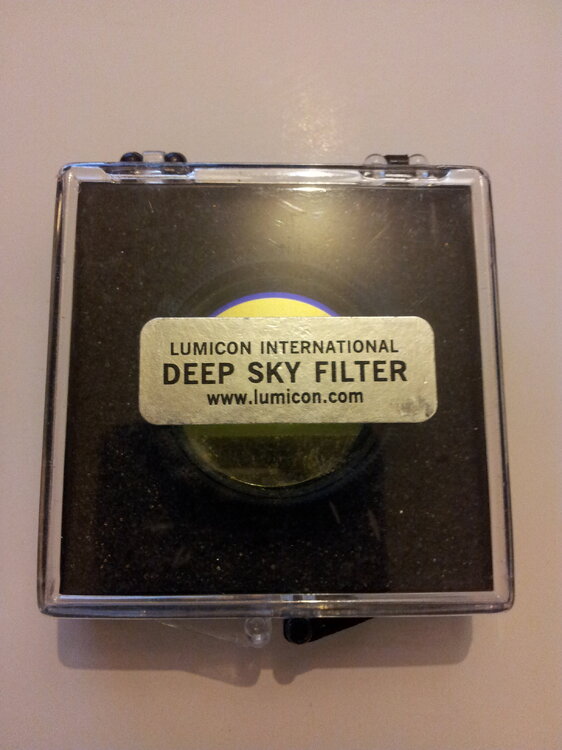 LUMICON INTERNATIONAL
DEEP SKY FILTER
www.lumicon.com